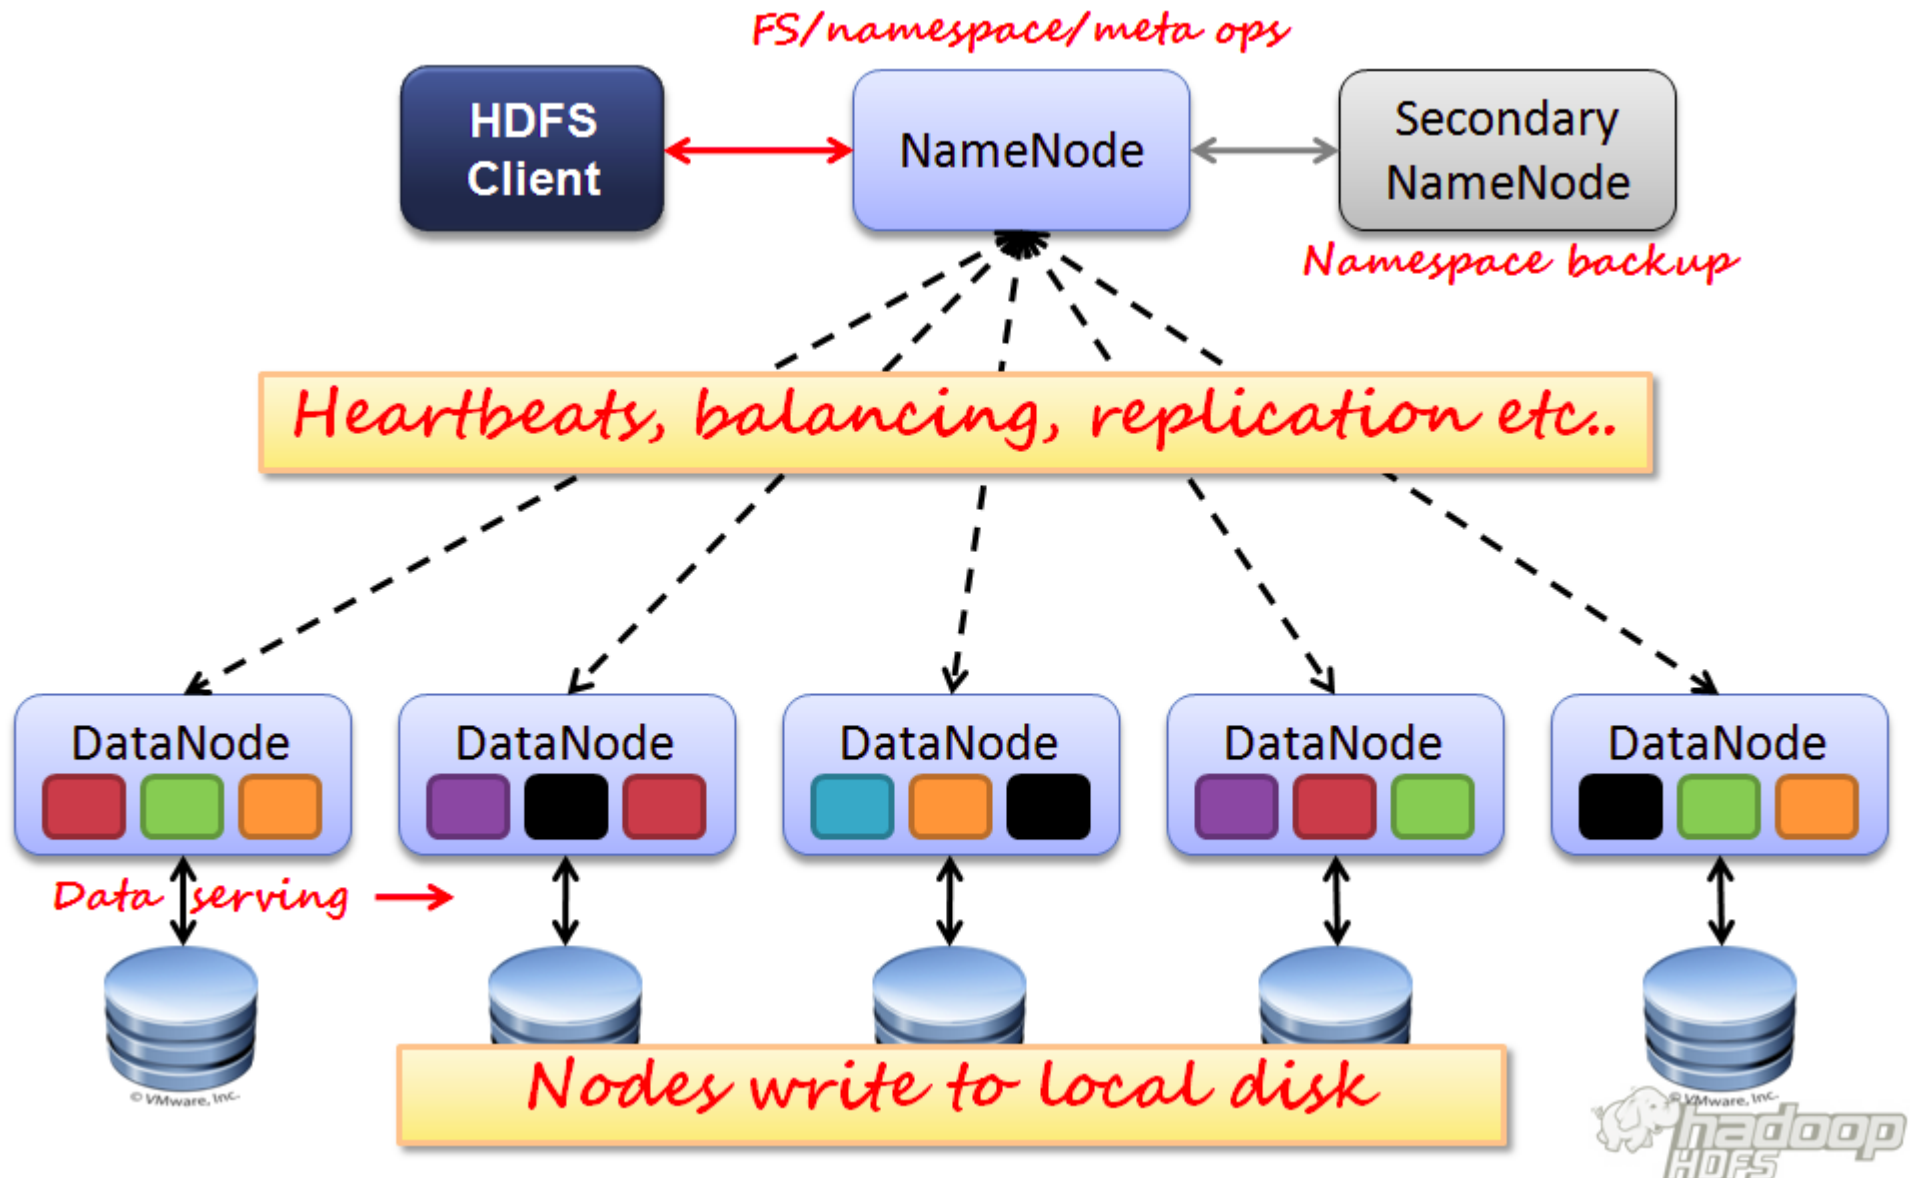 FS/namespace/meta ops
HDFS
Client
NameNode
Secondary
NameNode
Namespace backup
Heartbeats, balancing, replication etc..
DataNode
DataNode
DataNode
DataNode
DataNode
Data serving
Nodes write to local disk
© VMware, Inc.
© VMware, Inc.
hadoop
HDFS